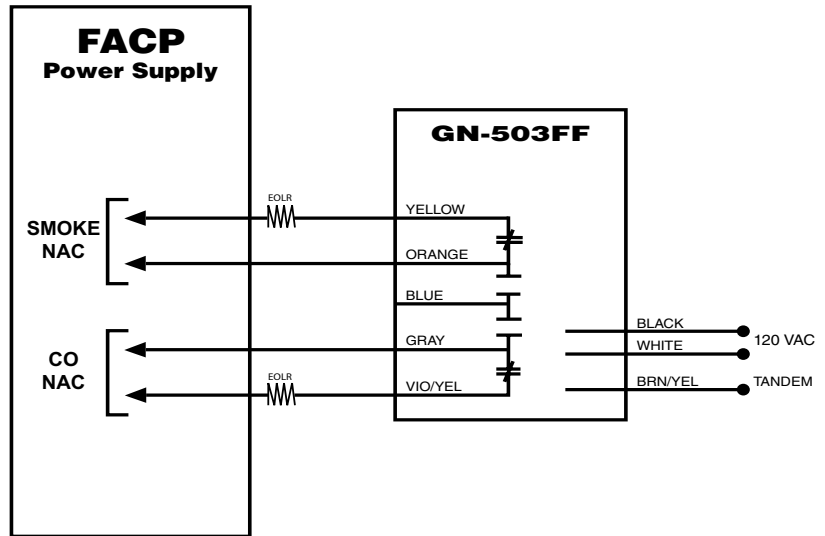 FACP
Power Supply
GN-503FF
EOLR
YELLOW
SMOKE
NAC
ORANGE
BLUE
BLACK
120 VAC
GRAY
WHITE
CO
NAC
EOLR
VIO/YEL
BRN/YEL
TANDEM